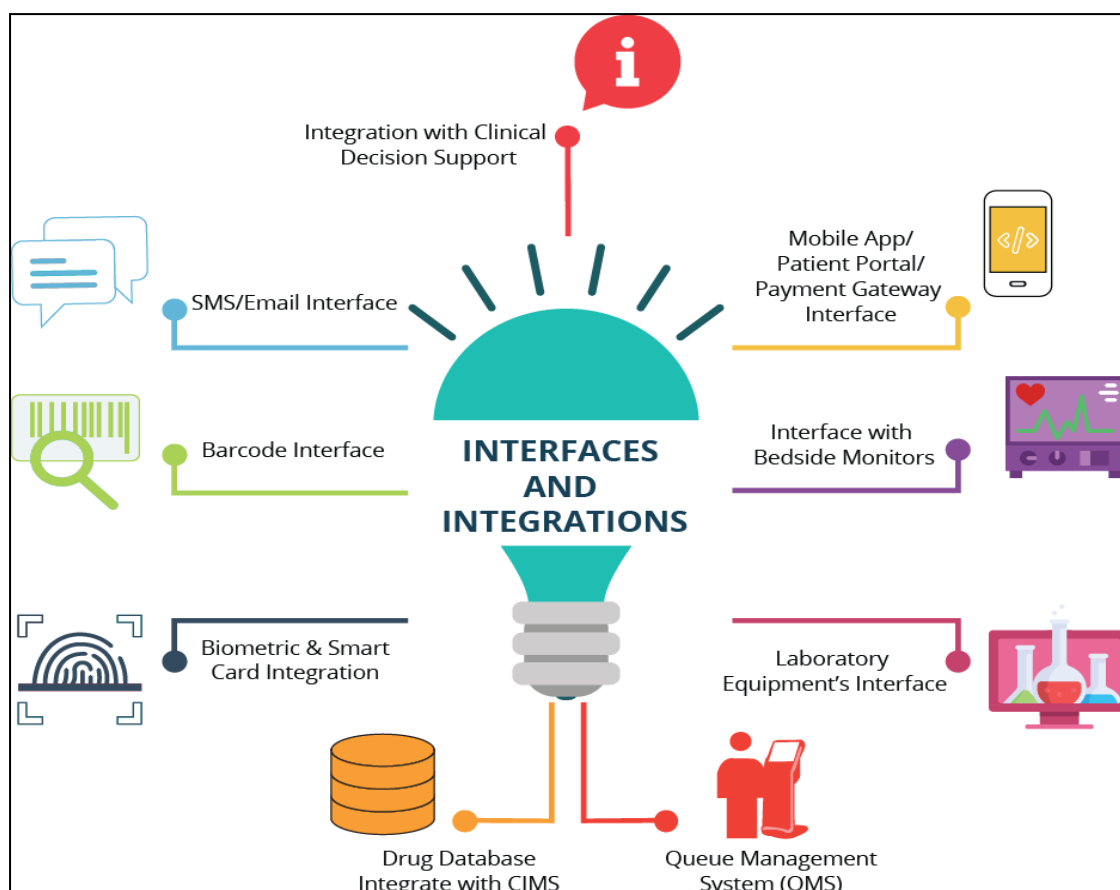 Integration with Clinical
Decision Support
SMS/Email Interface
Mobile App/
Patient Portal/
Payment Gateway
Interface
Barcode Interface
INTERFACES
AND
INTEGRATIONS
Interface with
Bedside Monitors
Biometric & Smart
Card Integration
Laboratory
Equipment’s Interface
Drug Database
Integrate with CIMS
Queue Management
System (QMS)